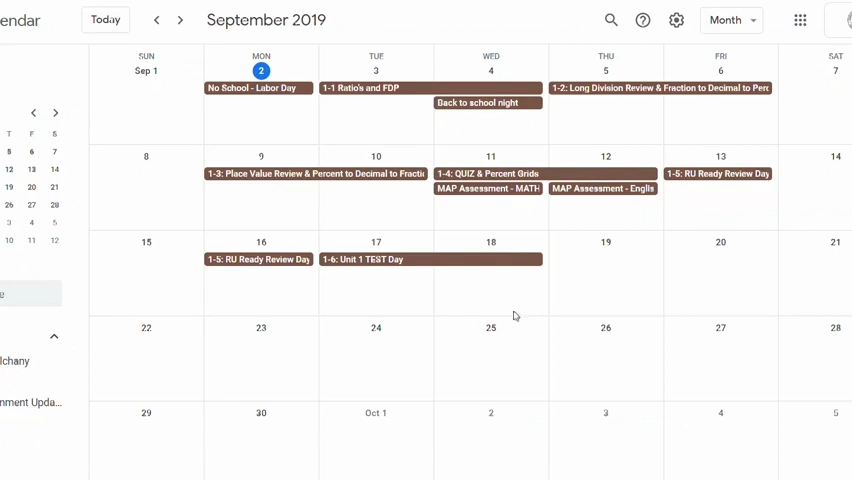 endar Today September 2019 Month
SUN MON TUE WED THU FRI SAT
Sep 1 2 3 4 5 6 7
No School - Labor Day 1-1 Ratio's and FDP 1-2: Long Division Review & Fraction to Decimal to Perc
Back to school night
T F S
5 6 7
12 13 14
19 20 21
26 27 28
3 4 5
10 11 12
8 9 10 11 12 13 14
1-3: Place Value Review & Percent to Decimal to Fractio 1-4: QUIZ & Percent Grids 1-5: RU Ready Review Day
MAP Assessment - MATH MAP Assessment - Englis
15 16 17 18 19 20 21
1-5: RU Ready Review Day 1-6: Unit 1 TEST Day
e
22 23 24 25 26 27 28
lchany
nment Upda...
29 30 Oct 1 2 3 4 5